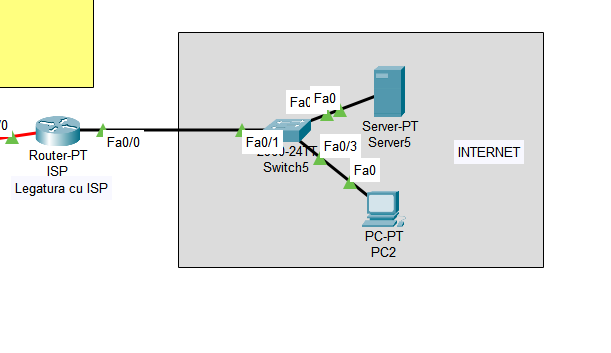 /0
Router-PT
ISP
Legatura cu ISP
Fa0/0
Fa0/1
Switch5
Fa0
Server-PT
Server5
Fa0/3
Fa0
PC-PT
PC2
INTERNET